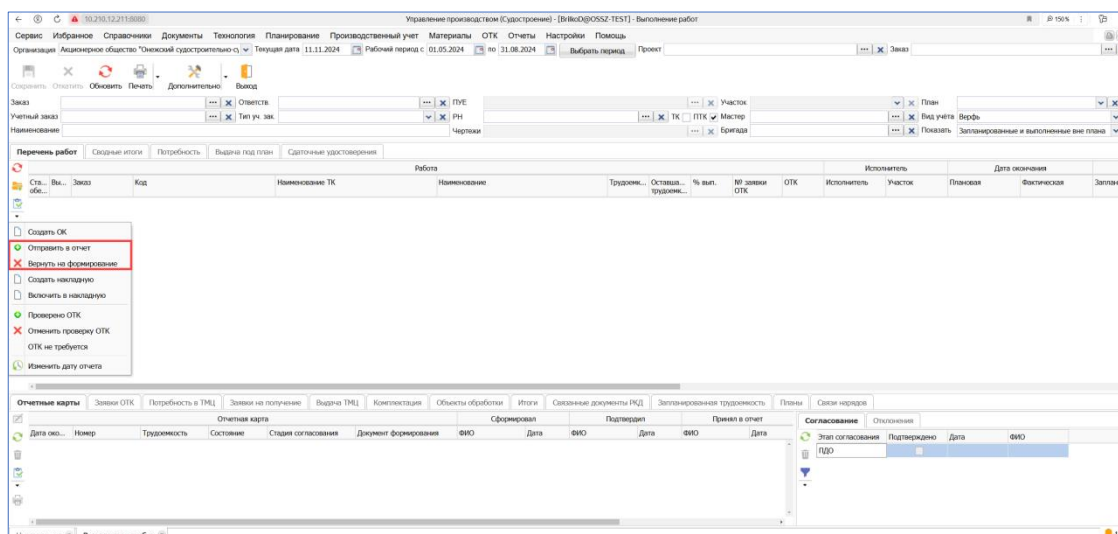 10.210.12.211:8080 Управление производством (Судостроение) - [BrilkoD@OSSZ-TEST] - Выполнение работ 150%
Сервис Избранное Справочники Документы Технология Планирование Производственный учет Материалы ОТК Отчеты Настройки Помощь
Организация Акционерное общество "Онежский судостроительно-су Текущая дата 11.11.2024 Рабочий период с 01.05.2024 по 31.08.2024 Выбрать период Проект Заказ
Сохранить Откатить Обновить Печать Дополнительно Выход
Заказ Ответств. ПУЕ Участок План
Учетный заказ Тип уч. зак. РН ТК ПТК Мастер Вид учёта Верфь
Наименование Чертежи Бригада Показать Запланированные и выполненные вне плана
Перечень работ Сводные итоги Потребность Выдача под план Сдаточные удостоверения
Работа Исполнитель Дата окончания
Ста... обе... Вы... Заказ Код Наименование ТК Наименование Трудоемк... Оставша... трудоемк... % вып. № заявки ОТК ОТК Исполнитель Участок Плановая Фактическая Заплан
Создать ОК
Отправить в отчет
Вернуть на формирование
Создать накладную
Включить в накладную
Проверено ОТК
Отменить проверку ОТК
ОТК не требуется
Изменить дату отчета
Отчетные карты Заявки ОТК Потребность в ТМЦ Заявки на получение Выдача ТМЦ Комплектация Объекты обработки Итоги Связанные документы РКД Запланированная трудоемкость Планы Связи нарядов
Отчетная карта Сформировал Подтвердил Принял в отчет Согласование Отклонения
Дата око... Номер Трудоемкость Состояние Стадия согласования Документ формирования ФИО Дата ФИО Дата ФИО Дата Этап согласования Подтверждено Дата ФИО
ПДО